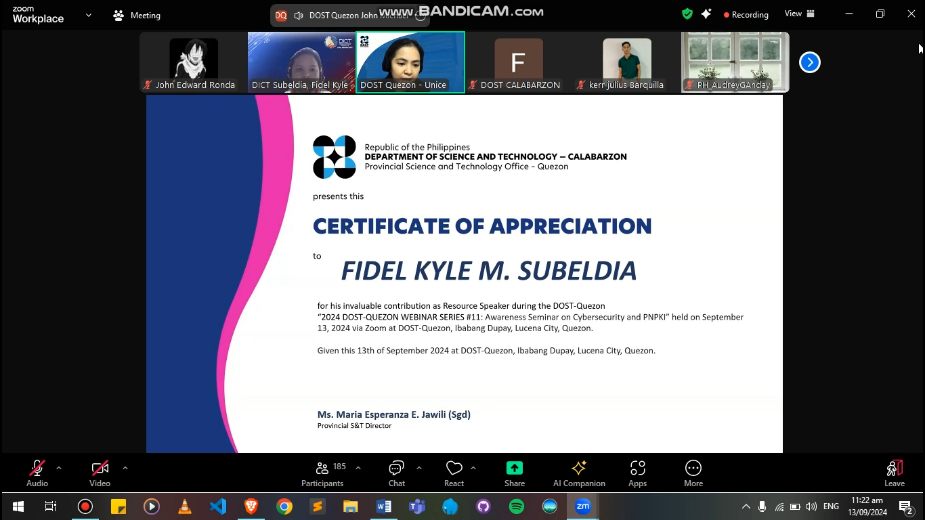 zoom
Workplace
Meeting
DQ DOST Quezon John Michael
www.BANDICAM.com
Recording
View
John Edward Ronda
DICT Subeldia, Fidel Kyle
DOST Quezon - Unice
F
DOST CALABARZON
kerr julius Barquilla
PH_AudreyGAnday
Republic of the Philippines
DEPARTMENT OF SCIENCE AND TECHNOLOGY – CALABARZON
Provincial Science and Technology Office - Quezon
presents this
CERTIFICATE OF APPRECIATION
to
FIDEL KYLE M. SUBELDIA
for his invaluable contribution as Resource Speaker during the DOST-Quezon
"2024 DOST-QUEZON WEBINAR SERIES #11: Awareness Seminar on Cybersecurity and PNPKI" held on September
13, 2024 via Zoom at DOST-Quezon, Ibabang Dupay, Lucena City, Quezon.
Given this 13th of September 2024 at DOST-Quezon, Ibabang Dupay, Lucena City, Quezon.
Ms. Maria Esperanza E. Jawili (Sgd)
Provincial S&T Director
Audio
Video
185
Participants
Chat
React
Share
AI Companion
Apps
More
Leave
ENG
11:22 am
13/09/2024
2